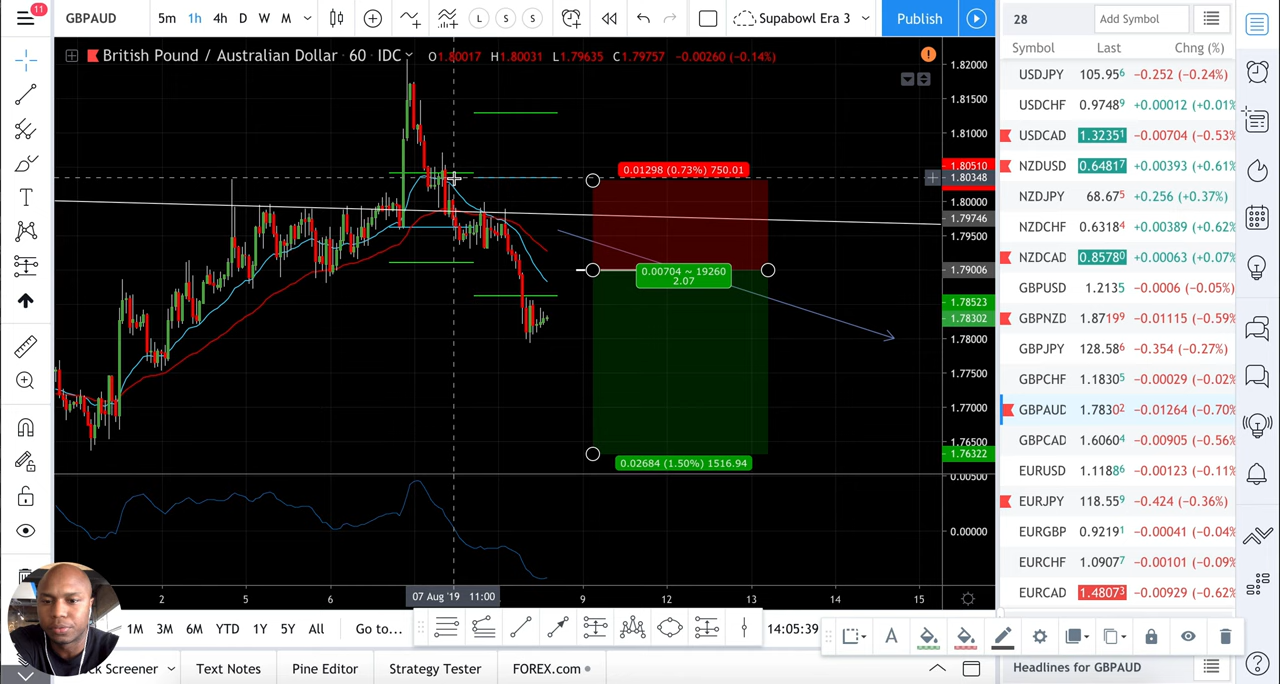 11
GBPAUD
5m 1h 4h D W M
L S S
Supabowl Era 3
Publish
28
Add Symbol
British Pound / Australian Dollar · 60 · IDC
O1.80017 H1.80031 L1.79635 C1.79757 −0.00260 (−0.14%)
1.82000
1.81500
1.81000
1.80510
1.80348
1.80000
1.79746
1.79500
1.79006
1.78523
1.78302
1.78000
1.77500
1.77000
1.76500
1.76322
0.00500
0.00000
0.01298 (0.73%) 750.01
0.00704 ~ 19260
2.07
0.02684 (1.50%) 1516.94
2 5 6 07 Aug '19 11:00 9 12 13 14 15
Symbol Last Chng (%)
USDJPY 105.956 −0.252 (−0.24%)
USDCHF 0.97489 +0.00012 (+0.01%
USDCAD 1.32351 −0.00704 (−0.53%
NZDUSD 0.64817 +0.00393 (+0.61%
NZDJPY 68.675 +0.256 (+0.37%)
NZDCHF 0.63184 +0.00389 (+0.62%
NZDCAD 0.85780 +0.00063 (+0.07%
GBPUSD 1.2135 −0.0006 (−0.05%)
GBPNZD 1.87199 −0.01115 (−0.59%
GBPJPY 128.586 −0.354 (−0.27%)
GBPCHF 1.18305 −0.00029 (−0.02%
GBPAUD 1.78302 −0.01264 (−0.70%
GBPCAD 1.60604 −0.00905 (−0.56%
EURUSD 1.11886 −0.00123 (−0.11%
EURJPY 118.559 −0.424 (−0.36%)
EURGBP 0.92191 −0.00041 (−0.04%
EURCHF 1.09077 −0.00101 (−0.09%
EURCAD 1.48073 −0.00929 (−0.62%
1M 3M 6M YTD 1Y 5Y All Go to...
14:05:39
ck Screener Text Notes Pine Editor Strategy Tester FOREX.com
Headlines for GBPAUD